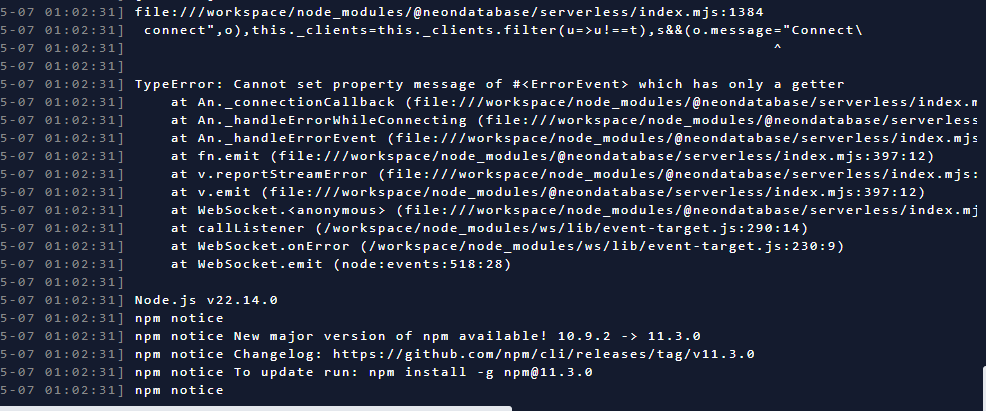 5-07 01:02:31] file:///workspace/node_modules/@neondatabase/serverless/index.mjs:1384
5-07 01:02:31] connect",o),this._clients=this._clients.filter(u=>u!==t),s&&(o.message="Connect\
5-07 01:02:31] ^
5-07 01:02:31]
5-07 01:02:31] TypeError: Cannot set property message of #<ErrorEvent> which has only a getter
5-07 01:02:31] at An._connectionCallback (file:///workspace/node_modules/@neondatabase/serverless/index.m
5-07 01:02:31] at An._handleErrorWhileConnecting (file:///workspace/node_modules/@neondatabase/serverless
5-07 01:02:31] at An._handleErrorEvent (file:///workspace/node_modules/@neondatabase/serverless/index.mjs
5-07 01:02:31] at fn.emit (file:///workspace/node_modules/@neondatabase/serverless/index.mjs:397:12)
5-07 01:02:31] at v.reportStreamError (file:///workspace/node_modules/@neondatabase/serverless/index.mjs:
5-07 01:02:31] at v.emit (file:///workspace/node_modules/@neondatabase/serverless/index.mjs:397:12)
5-07 01:02:31] at WebSocket.<anonymous> (file:///workspace/node_modules/@neondatabase/serverless/index.mj
5-07 01:02:31] at callListener (/workspace/node_modules/ws/lib/event-target.js:290:14)
5-07 01:02:31] at WebSocket.onError (/workspace/node_modules/ws/lib/event-target.js:230:9)
5-07 01:02:31] at WebSocket.emit (node:events:518:28)
5-07 01:02:31]
5-07 01:02:31] Node.js v22.14.0
5-07 01:02:31] npm notice
5-07 01:02:31] npm notice New major version of npm available! 10.9.2 -> 11.3.0
5-07 01:02:31] npm notice Changelog: https://github.com/npm/cli/releases/tag/v11.3.0
5-07 01:02:31] npm notice To update run: npm install -g npm@11.3.0
5-07 01:02:31] npm notice